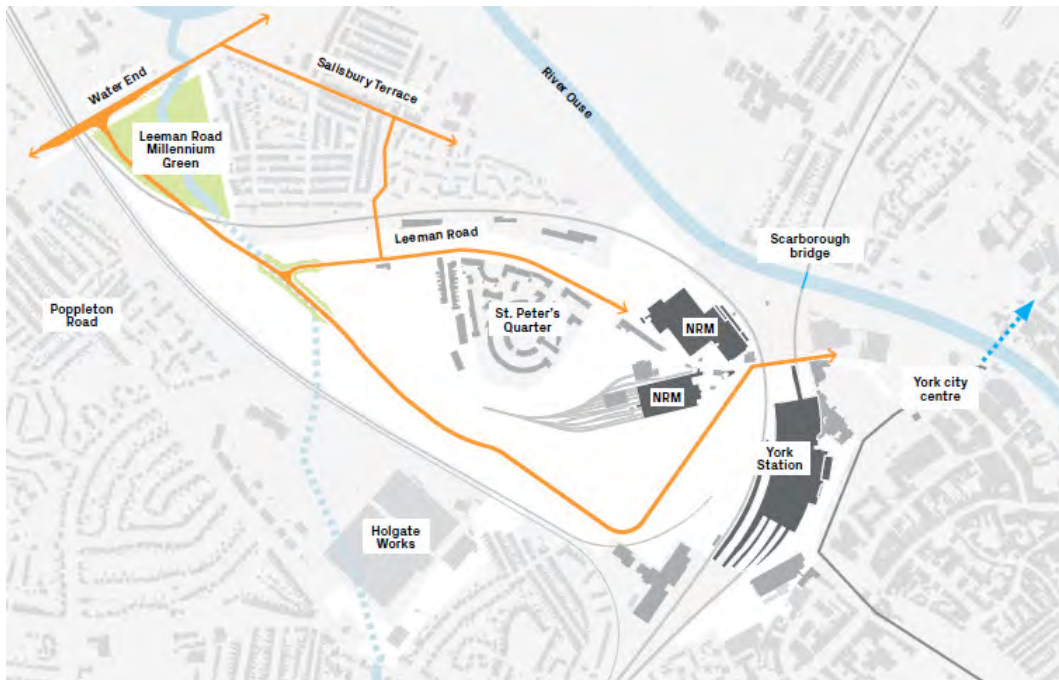 Water End
Salisbury Terrace
River Ouse
Leeman Road
Millennium
Green
Leeman Road
Scarborough
bridge
Poppleton
Road
St. Peter's
Quarter
NRM
NRM
York city
centre
York
Station
Holgate
Works